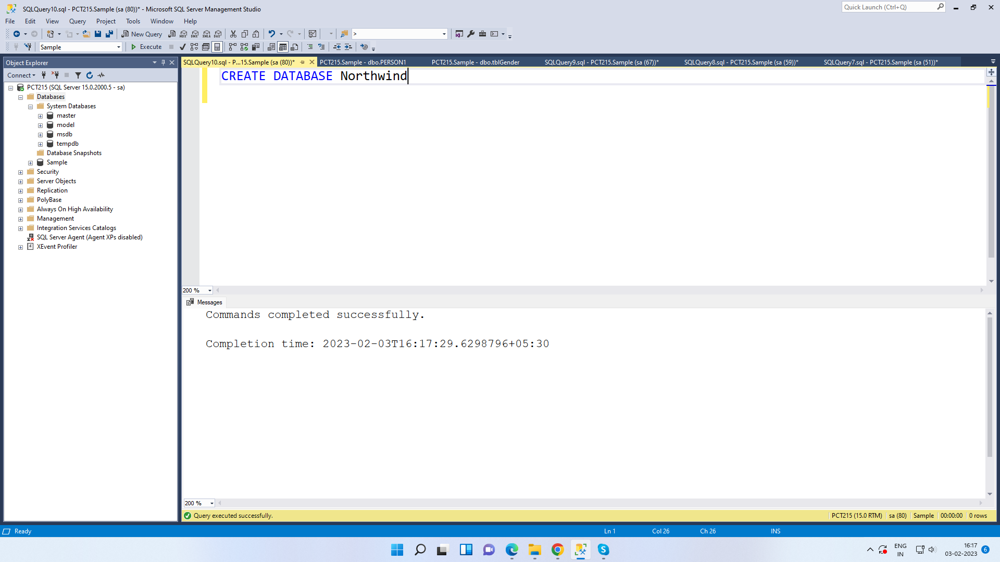 SQLQuery10.sql - PCT215.Sample (sa (80))* - Microsoft SQL Server Management Studio
Quick Launch (Ctrl+Q)
File Edit View Query Project Tools Window Help
New Query
MDX DMX XMLA DAX
>
Sample
Execute
Object Explorer
SQLQuery10.sql - P...15.Sample (sa (80))*
PCT215.Sample - dbo.PERSON1
PCT215.Sample - dbo.tblGender
SQLQuery9.sql - PCT215.Sample (sa (67))*
SQLQuery8.sql - PCT215.Sample (sa (59))*
SQLQuery7.sql - PCT215.Sample (sa (51))*
Connect
PCT215 (SQL Server 15.0.2000.5 - sa)
Databases
System Databases
master
model
msdb
tempdb
Database Snapshots
Sample
Security
Server Objects
Replication
PolyBase
Always On High Availability
Management
Integration Services Catalogs
SQL Server Agent (Agent XPs disabled)
XEvent Profiler
CREATE DATABASE Northwind
200 %
Messages
Commands completed successfully.
Completion time: 2023-02-03T16:17:29.6298796+05:30
200 %
Query executed successfully.
PCT215 (15.0 RTM)
sa (80)
Sample
00:00:00
0 rows
Ready
Ln 1
Col 26
Ch 26
INS
ENG
IN
16:17
03-02-2023
6